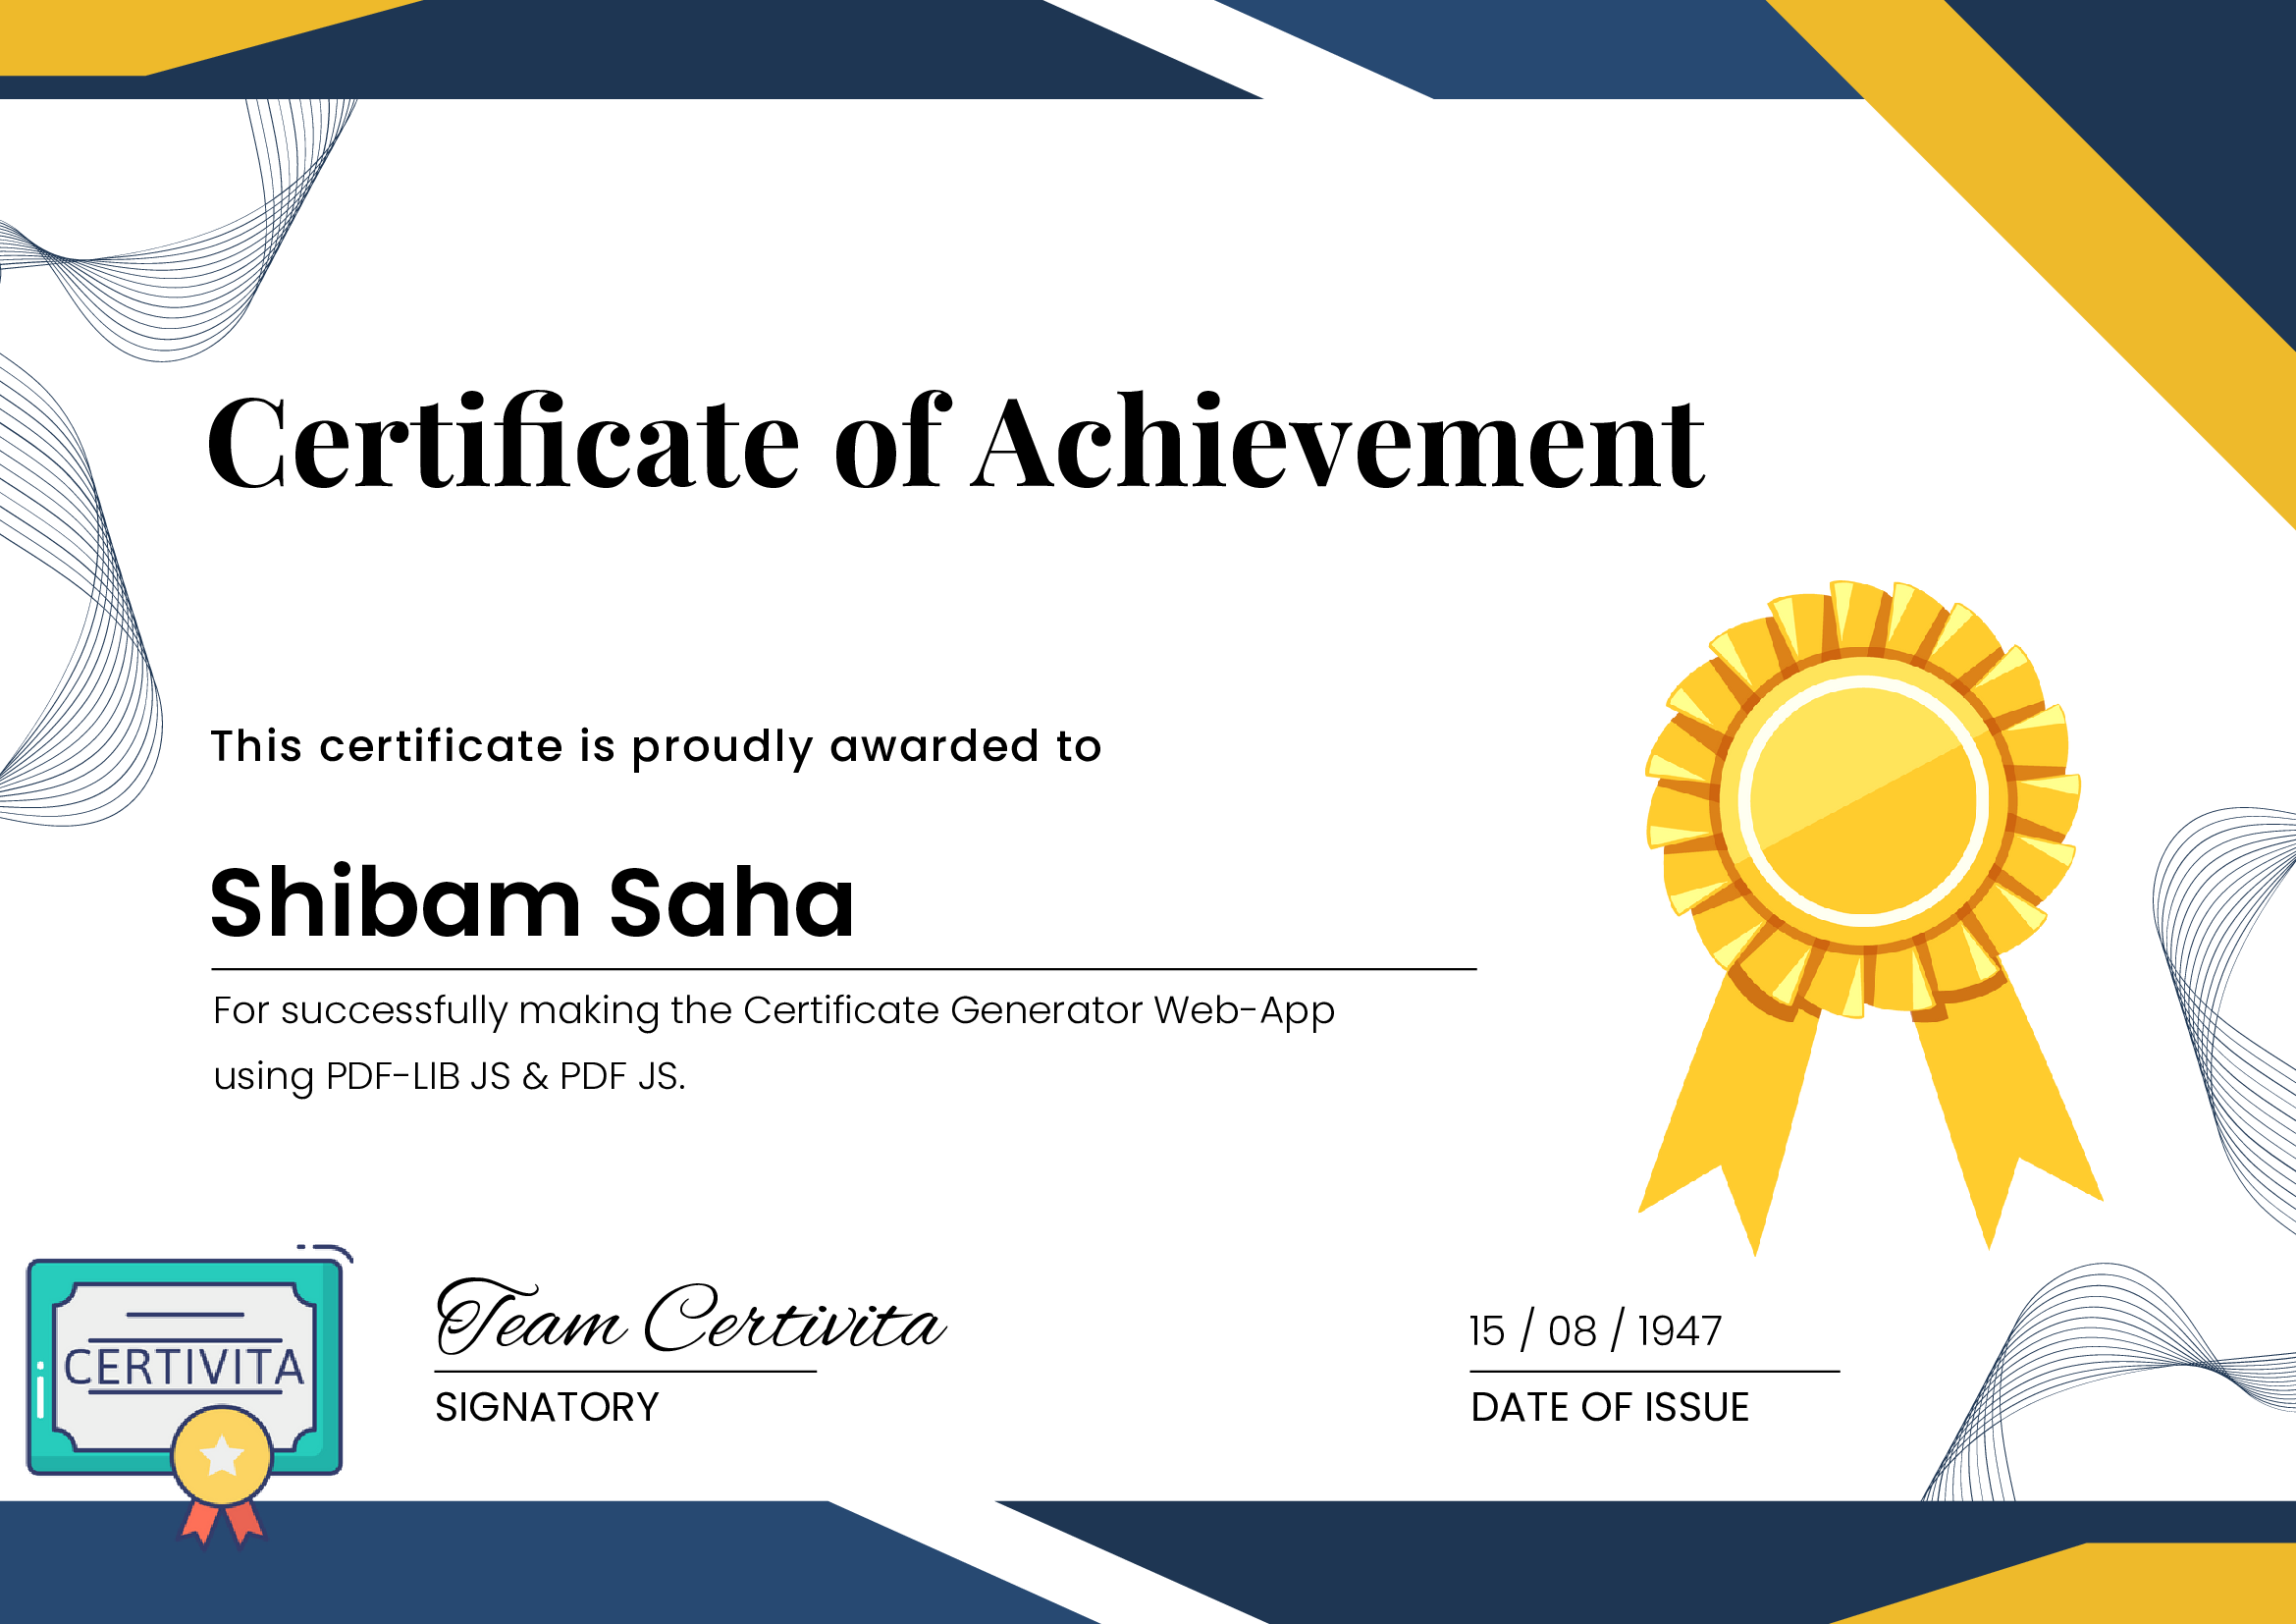 Certificate of Achievement
This certificate is proudly awarded to
Shibam Saha
For successfully making the Certificate Generator Web-App
using PDF-LIB JS & PDF JS.
CERTIVITA
Team Certivita
SIGNATORY
15 / 08 / 1947
DATE OF ISSUE